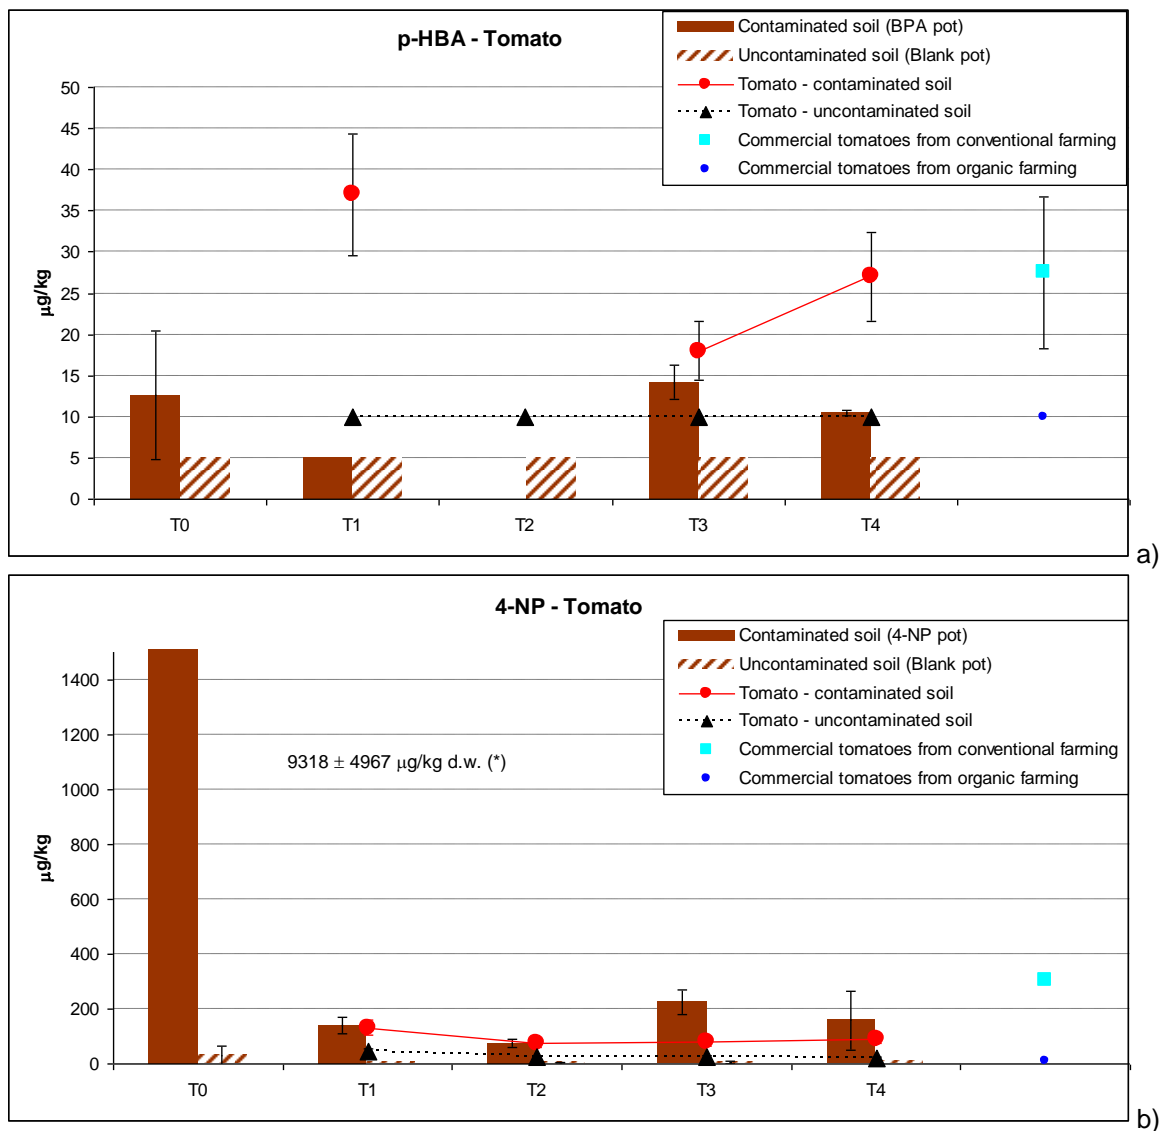 p-HBA - Tomato
Contaminated soil (BPA pot)
Uncontaminated soil (Blank pot)
Tomato - contaminated soil
Tomato - uncontaminated soil
Commercial tomatoes from conventional farming
Commercial tomatoes from organic farming
50
45
40
35
30
25
20
15
10
5
0
µg/kg
T0 T1 T2 T3 T4
a)
4-NP - Tomato
Contaminated soil (4-NP pot)
Uncontaminated soil (Blank pot)
Tomato - contaminated soil
Tomato - uncontaminated soil
Commercial tomatoes from conventional farming
Commercial tomatoes from organic farming
1400
1200
1000
800
600
400
200
0
µg/kg
9318 ± 4967 µg/kg d.w. (*)
T0 T1 T2 T3 T4
b)